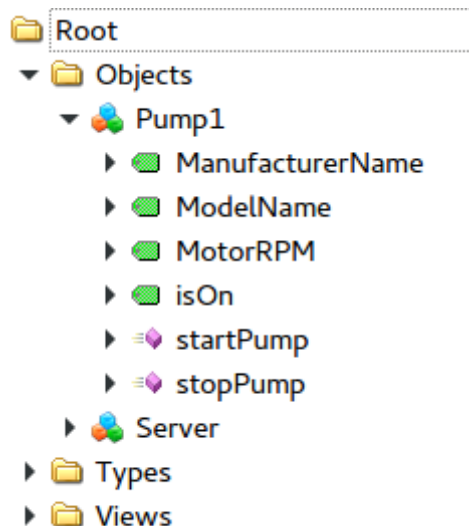 Root
Objects
Pump1
ManufacturerName
ModelName
MotorRPM
isOn
startPump
stopPump
Server
Types
Views